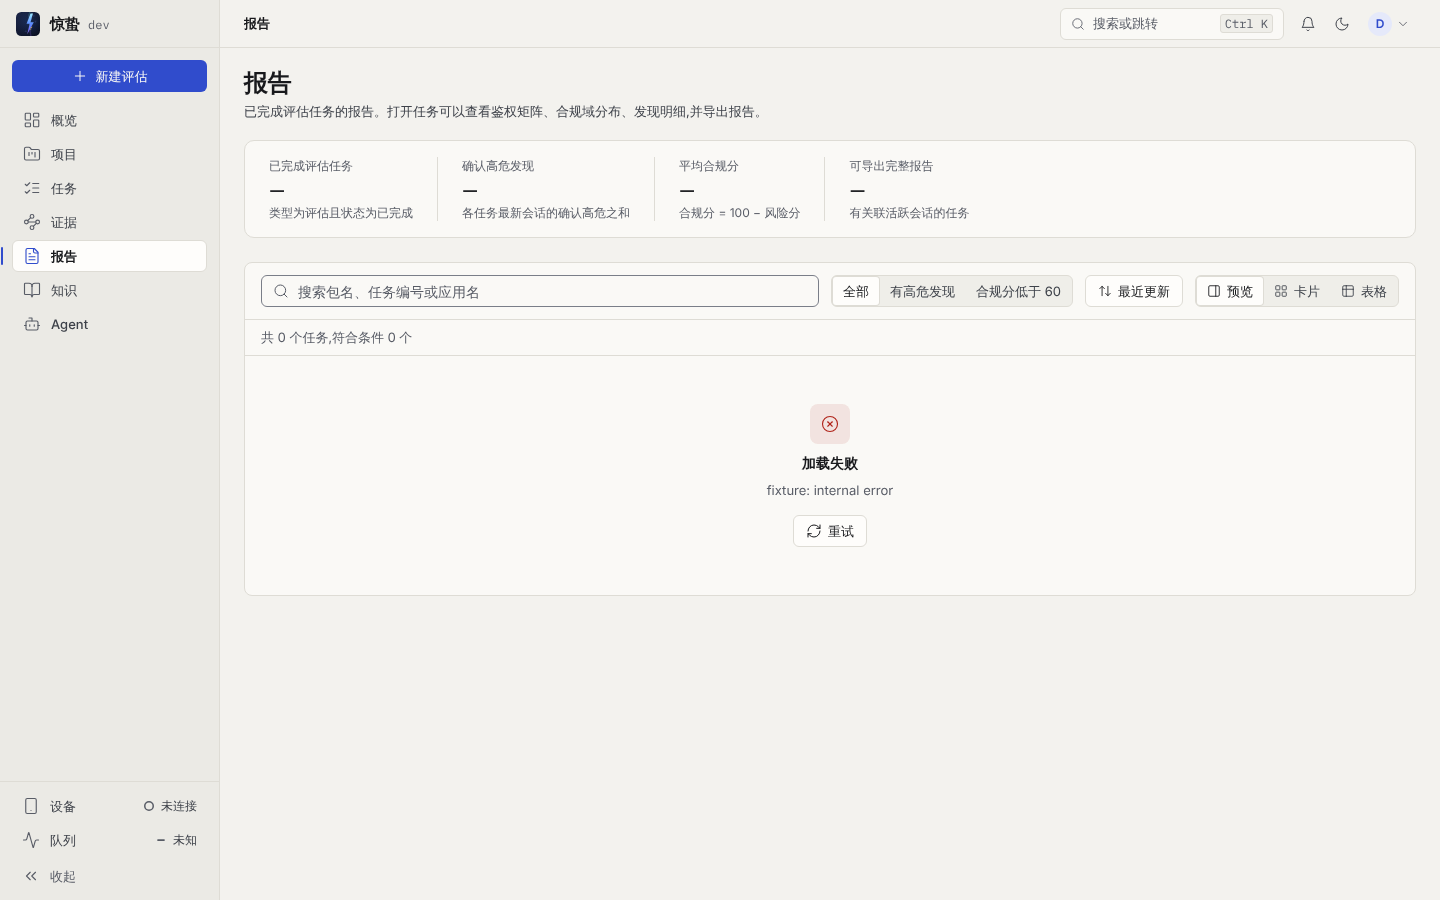 惊蛰 dev
报告
搜索或跳转 Ctrl K
D
新建评估
概览
项目
任务
证据
报告
知识
Agent
设备 未连接
队列 未知
收起
报告
已完成评估任务的报告。打开任务可以查看鉴权矩阵、合规域分布、发现明细,并导出报告。
已完成评估任务
—
类型为评估且状态为已完成
确认高危发现
—
各任务最新会话的确认高危之和
平均合规分
—
合规分 = 100 − 风险分
可导出完整报告
—
有关联活跃会话的任务
搜索包名、任务编号或应用名
全部 有高危发现 合规分低于 60
最近更新
预览 卡片 表格
共 0 个任务,符合条件 0 个
加载失败
fixture: internal error
重试